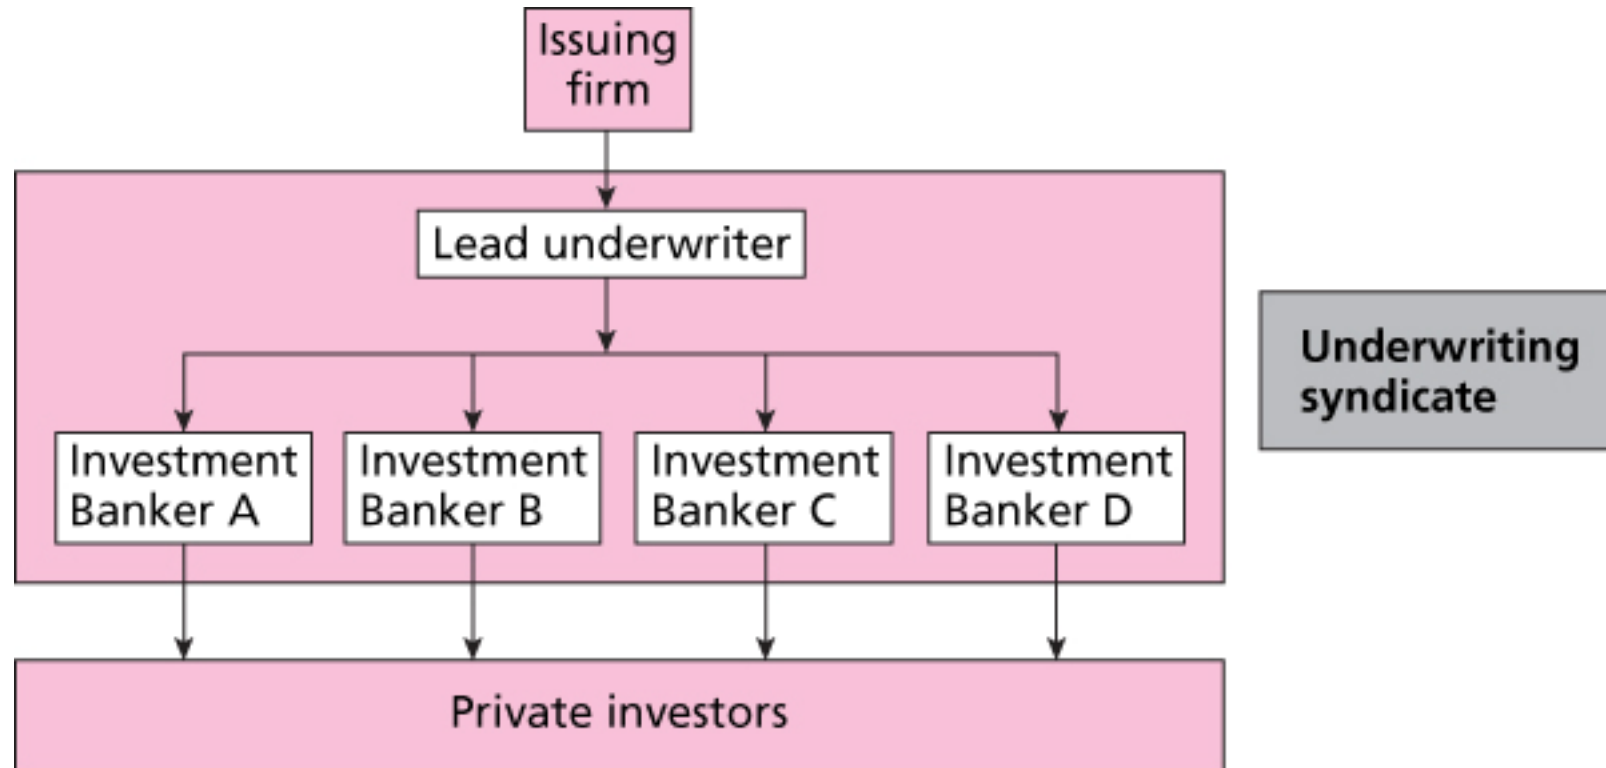 Issuing
firm
Lead underwriter
Underwriting
syndicate
Investment
Banker A
Investment
Banker B
Investment
Banker C
Investment
Banker D
Private investors